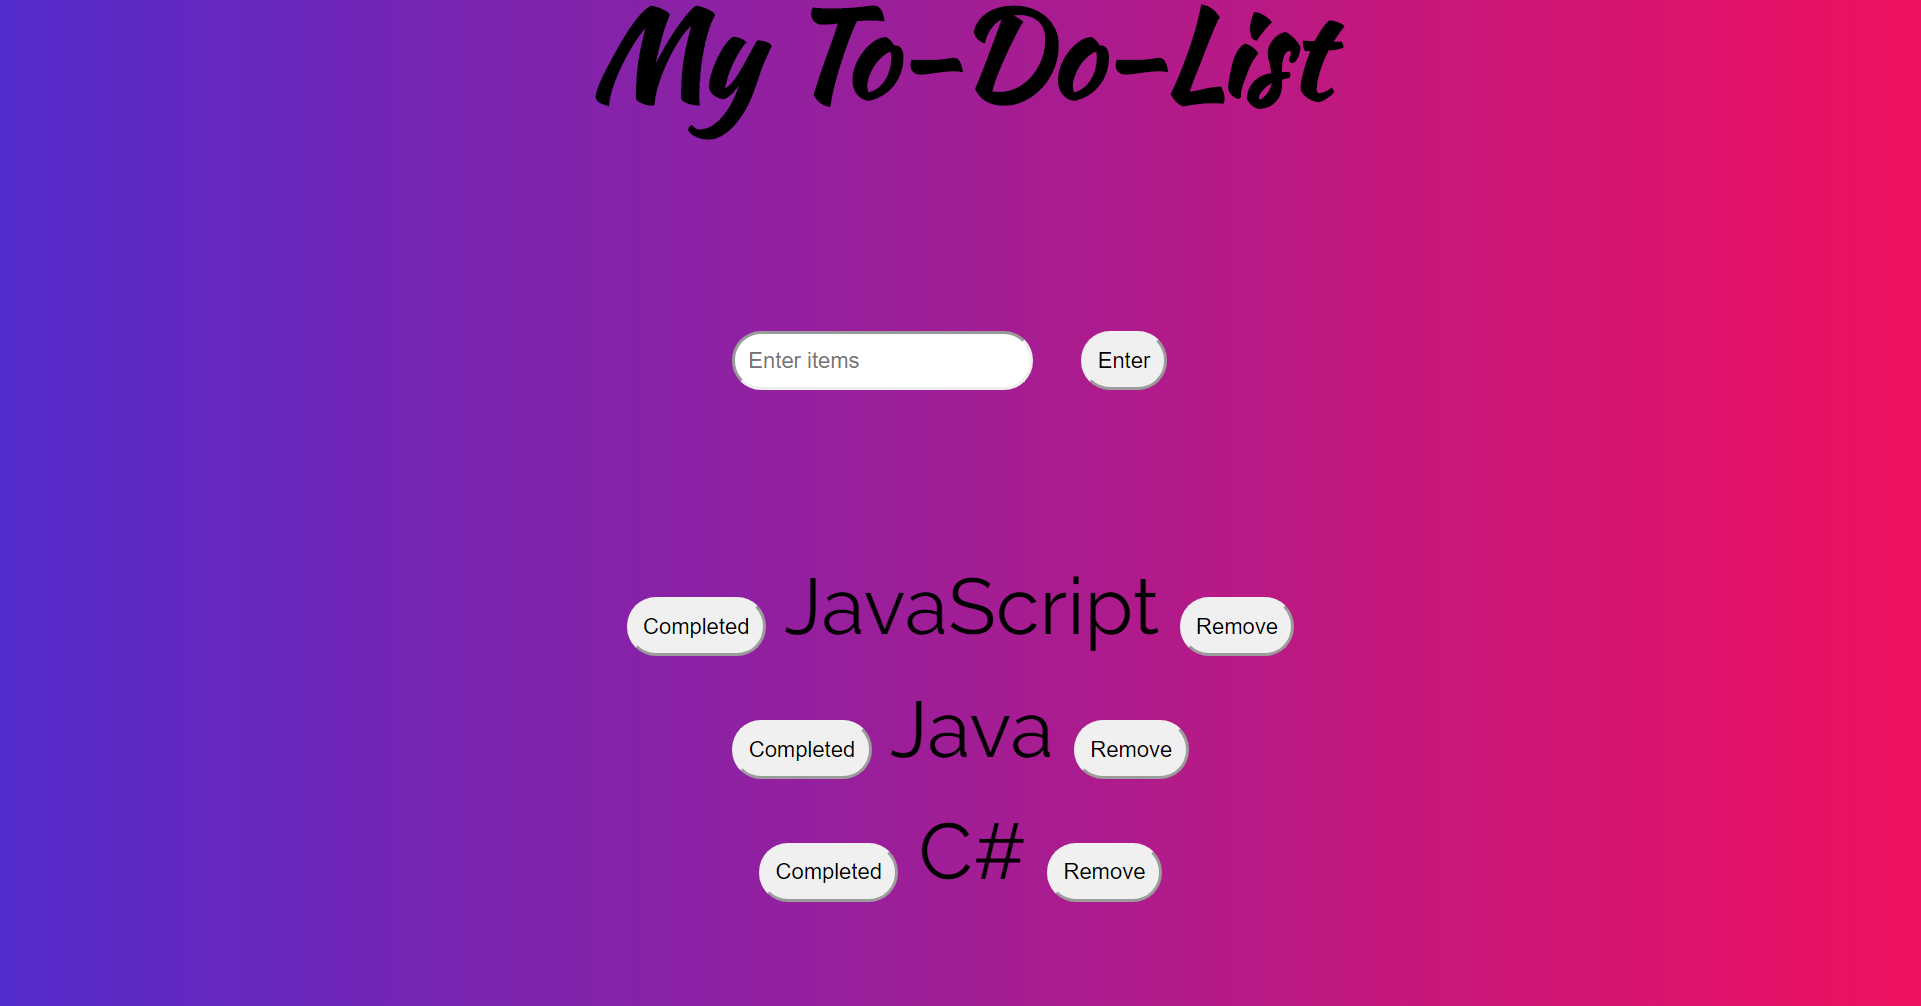 My To-Do-List
Enter items Enter
Completed JavaScript Remove
Completed Java Remove
Completed C# Remove